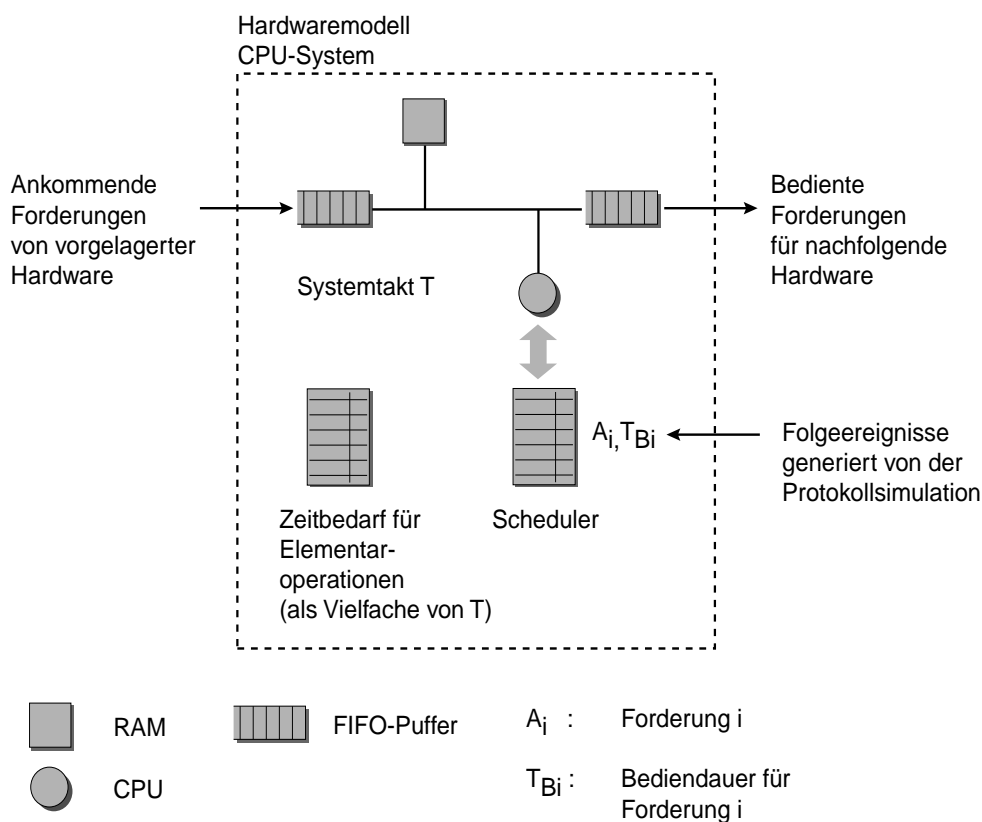 Hardwaremodell
CPU-System
Ankommende
Forderungen
von vorgelagerter
Hardware
Bediente
Forderungen
für nachfolgende
Hardware
Systemtakt T
Ai,TBi
Folgeereignisse
generiert von der
Protokollsimulation
Zeitbedarf für
Elementar-
operationen
(als Vielfache von T)
Scheduler
RAM
FIFO-Puffer
Ai : Forderung i
CPU
TBi : Bediendauer für
Forderung i